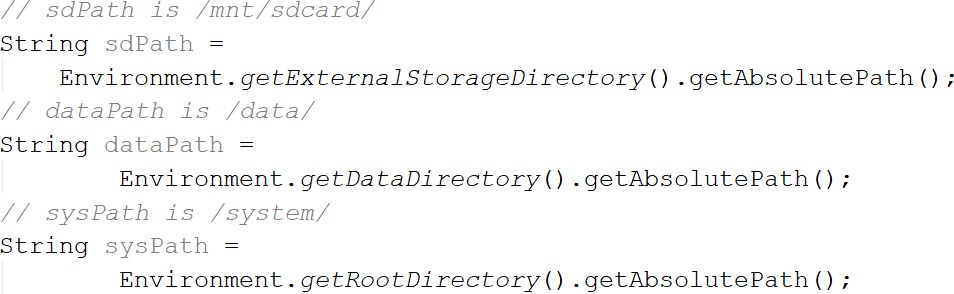 // sdPath is /mnt/sdcard/
String sdPath =
Environment.getExternalStorageDirectory().getAbsolutePath();
// dataPath is /data/
String dataPath =
Environment.getDataDirectory().getAbsolutePath();
// sysPath is /system/
String sysPath =
Environment.getRootDirectory().getAbsolutePath();